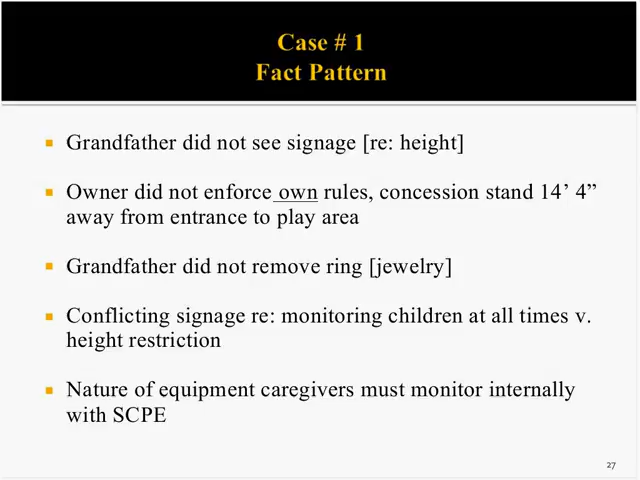 Case # 1
Fact Pattern
Grandfather did not see signage [re: height]
Owner did not enforce own rules, concession stand 14’ 4”
away from entrance to play area
Grandfather did not remove ring [jewelry]
Conflicting signage re: monitoring children at all times v.
height restriction
Nature of equipment caregivers must monitor internally
with SCPE
27